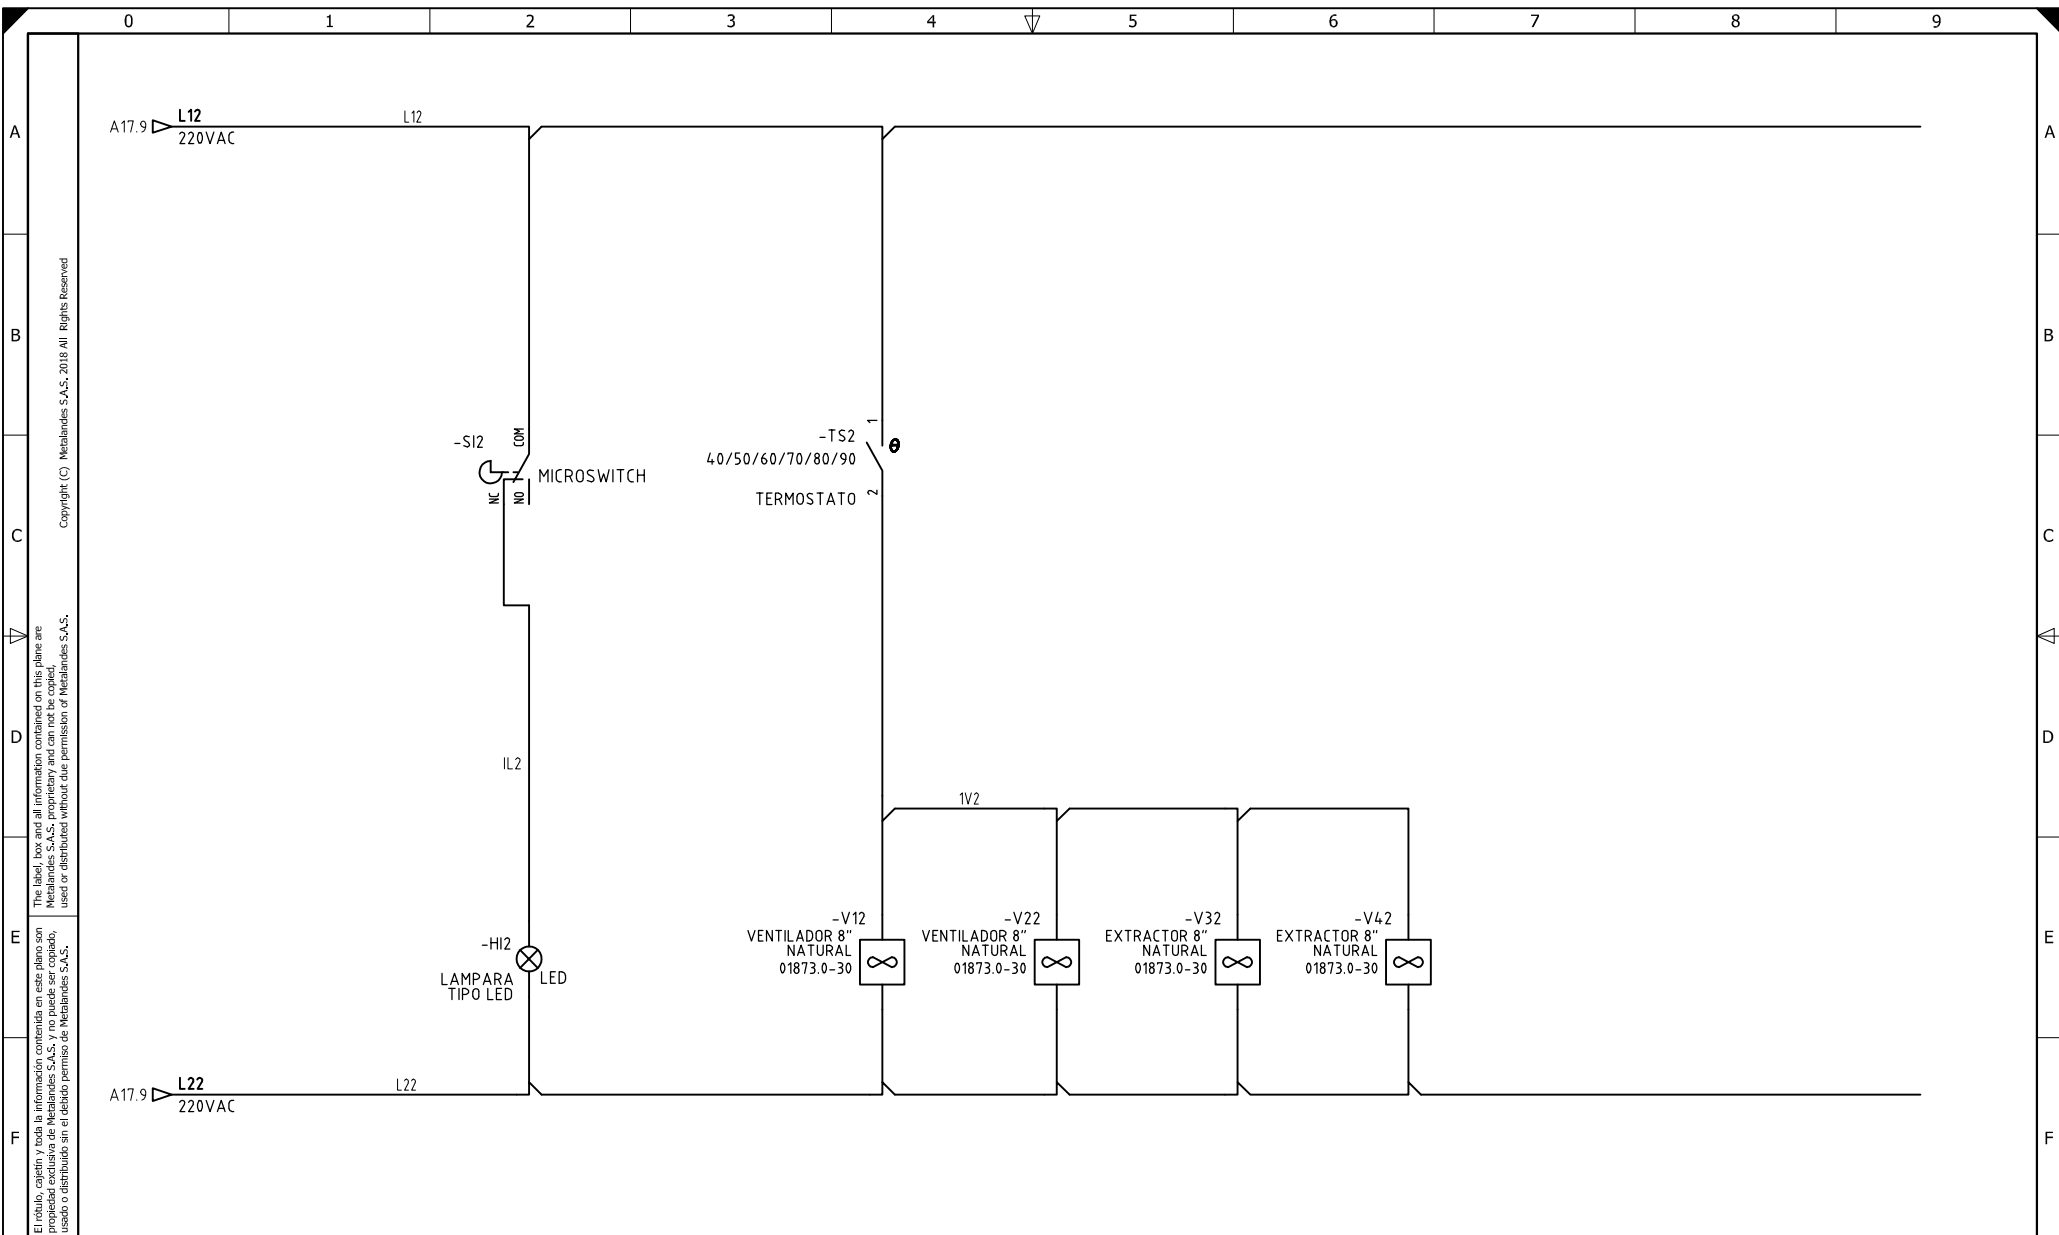 0 1 2 3 4 5 6 7 8 9
A A
B B
C C
D D
E E
F F
A17.9
L12
220VAC
L12
-SI2
COM
MICROSWITCH
NC
NO
-TS2
1
θ
40/50/60/70/80/90
TERMOSTATO
2
IL2
1V2
-HI2
LAMPARA
TIPO LED
LED
-V12
VENTILADOR 8"
NATURAL
01873.0-30
-V22
VENTILADOR 8"
NATURAL
01873.0-30
-V32
EXTRACTOR 8"
NATURAL
01873.0-30
-V42
EXTRACTOR 8"
NATURAL
01873.0-30
A17.9
L22
220VAC
L22
Copyright (C) Metalandes S.A.S. 2018 All Rights Reserved
The label, box and all information contained on this plane are
Metalandes S.A.S. proprietary and can not be copied,
used or distributed without due permission of Metalandes S.A.S.
El rótulo, cajetín y toda la información contenida en este plano son
propiedad exclusiva de Metalandes S.A.S. y no puede ser copiado,
usado o distribuido sin el debido permiso de Metalandes S.A.S.